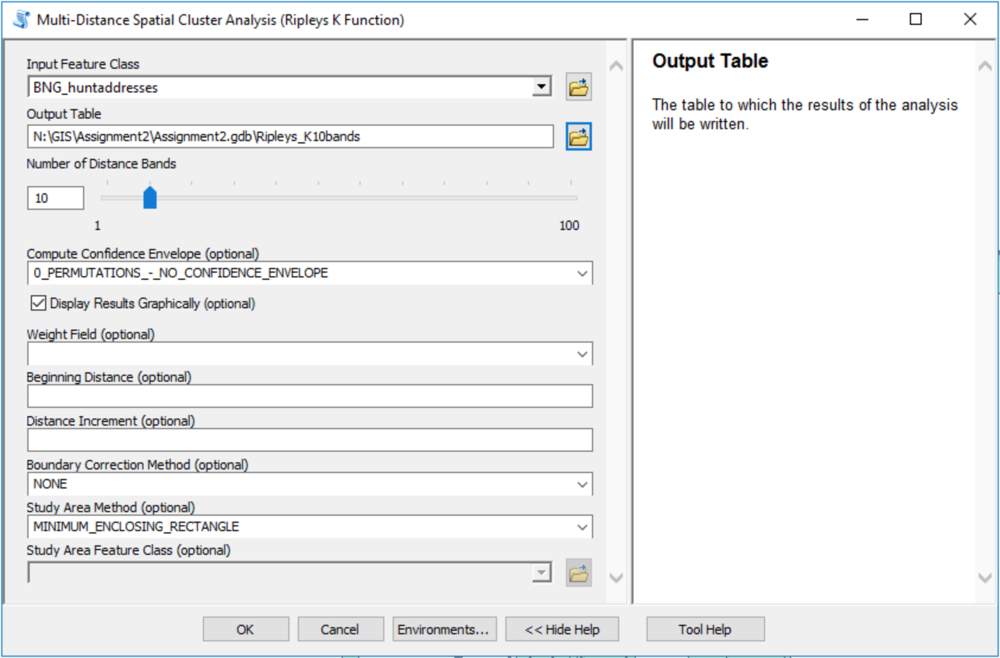 Multi-Distance Spatial Cluster Analysis (Ripleys K Function)
Input Feature Class
BNG_huntaddresses
Output Table
N:\GIS\Assignment2\Assignment2.gdb\Ripleys_K10bands
Number of Distance Bands
10
1
100
Compute Confidence Envelope (optional)
0_PERMUTATIONS_-_NO_CONFIDENCE_ENVELOPE
Display Results Graphically (optional)
Weight Field (optional)
Beginning Distance (optional)
Distance Increment (optional)
Boundary Correction Method (optional)
NONE
Study Area Method (optional)
MINIMUM_ENCLOSING_RECTANGLE
Study Area Feature Class (optional)
Output Table
The table to which the results of the analysis
will be written.
OK
Cancel
Environments...
<< Hide Help
Tool Help